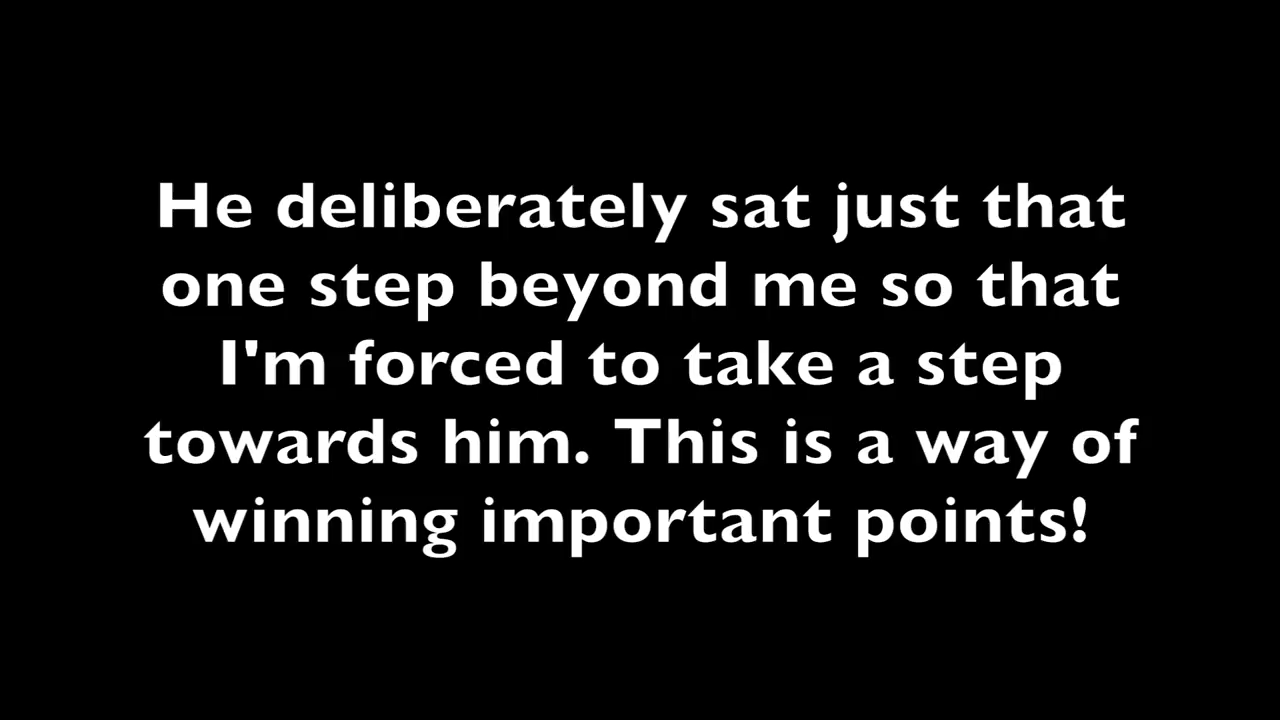 He deliberately sat just that
one step beyond me so that
I'm forced to take a step
towards him. This is a way of
winning important points!